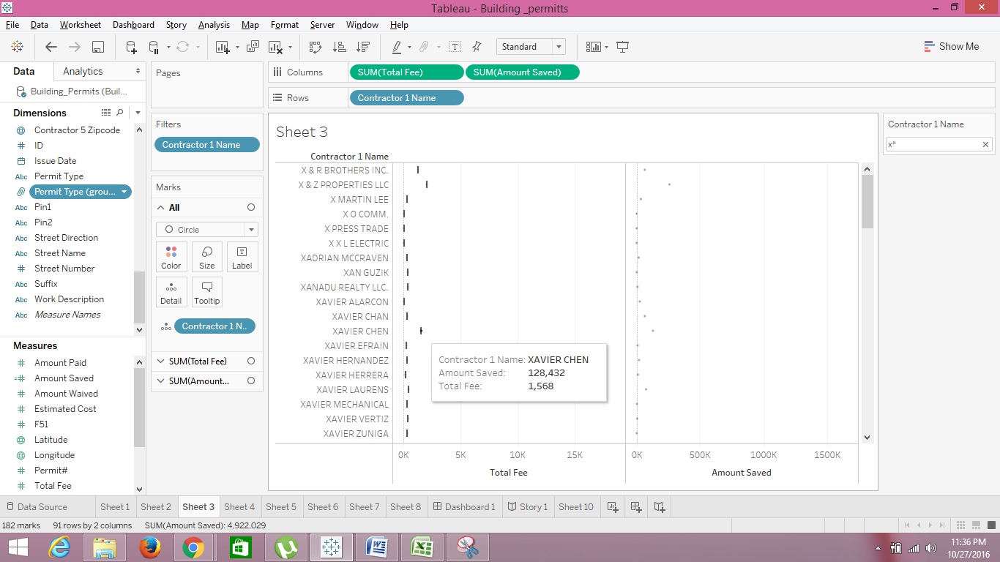 Tableau - Building _permitts
File Data Worksheet Dashboard Story Analysis Map Format Server Window Help
Standard
Show Me
Data Analytics
Building_Permits (Buil...
Dimensions
Contractor 5 Zipcode
# ID
Issue Date
Abc Permit Type
Permit Type (grou...
Abc Pin1
Abc Pin2
Abc Street Direction
Abc Street Name
# Street Number
Abc Suffix
Abc Work Description
Abc Measure Names
Measures
# Amount Paid
=# Amount Saved
# Amount Waived
# Estimated Cost
# F51
Latitude
Longitude
# Permit#
# Total Fee
Pages
Filters
Contractor 1 Name
Marks
All
Circle
Color Size Label
Detail Tooltip
Contractor 1 N..
SUM(Total Fee)
SUM(Amount...
Columns SUM(Total Fee) SUM(Amount Saved)
Rows Contractor 1 Name
Sheet 3
Contractor 1 Name
X & R BROTHERS INC.
X & Z PROPERTIES LLC
X MARTIN LEE
X O COMM.
X PRESS TRADE
X X L ELECTRIC
XADRIAN MCCRAVEN
XAN GUZIK
XANADU REALTY LLC.
XAVIER ALARCON
XAVIER CHAN
XAVIER CHEN
XAVIER EFRAIN
XAVIER HERNANDEZ
XAVIER HERRERA
XAVIER LAURENS
XAVIER MECHANICAL
XAVIER VERTIZ
XAVIER ZUNIGA
Contractor 1 Name: XAVIER CHEN
Amount Saved: 128,432
Total Fee: 1,568
0K 5K 10K 15K 0K 500K 1000K 1500K
Total Fee Amount Saved
Contractor 1 Name
x*
Data Source Sheet 1 Sheet 2 Sheet 3 Sheet 4 Sheet 5 Sheet 6 Sheet 7 Sheet 8 Dashboard 1 Story 1 Sheet 10
182 marks 91 rows by 2 columns SUM(Amount Saved): 4,922,029
11:36 PM
10/27/2016